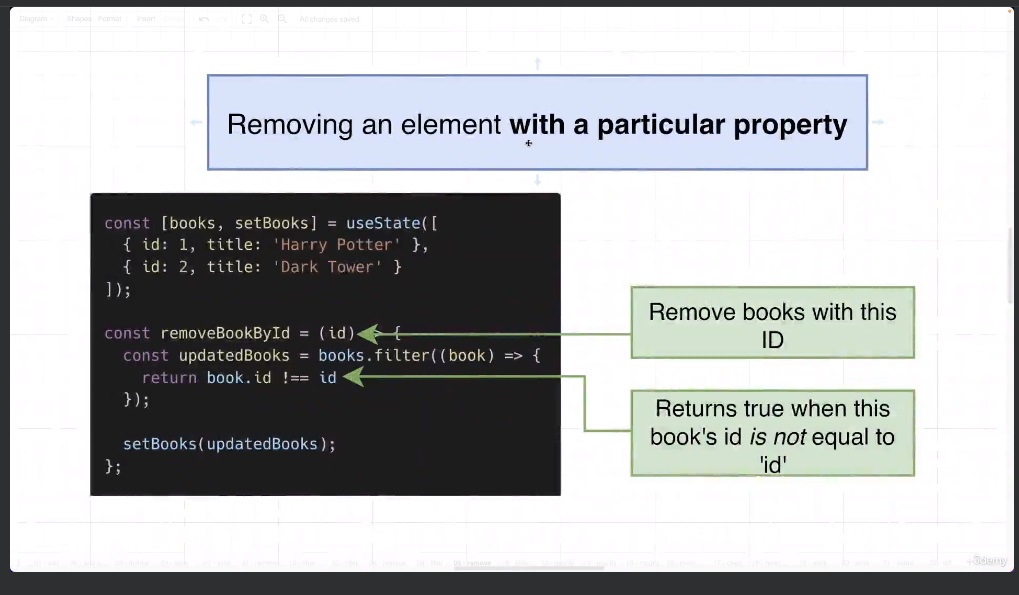 Diagram Shapes Format Insert
All changes saved
Removing an element with a particular property
const [books, setBooks] = useState([
{ id: 1, title: 'Harry Potter' },
{ id: 2, title: 'Dark Tower' }
]);
const removeBookById = (id) => {
const updatedBooks = books.filter((book) => {
return book.id !== id
});
setBooks(updatedBooks);
};
Remove books with this
ID
Returns true when this
book's id is not equal to
'id'
ûdemy